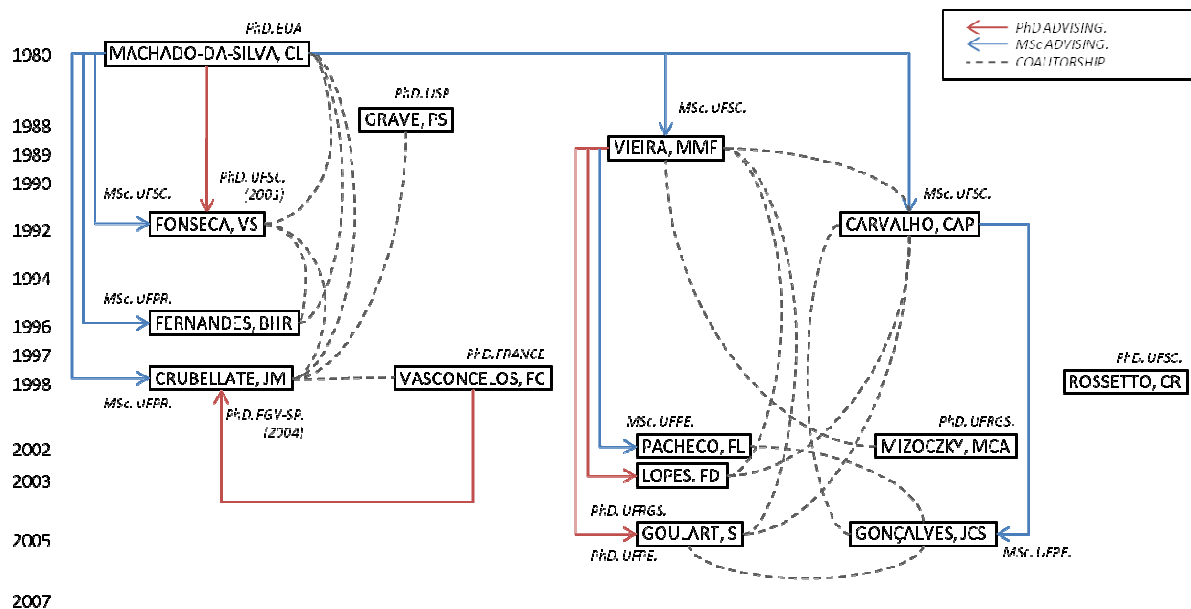 PhD. EUA
PhD ADVISING.
MSc ADVISING.
COAUTORSHIP
1980
MACHADO-DA-SILVA, CL
PhD. USP
1988
GRAVE, PS
MSc. UFSC.
1989
VIEIRA, MMF
1990
PhD. UFSC.
(2003)
MSc. UFSC.
MSc. UFSC.
1992
FONSECA, VS
CARVALHO, CAP
1994
MSc. UFPR.
1996
FERNANDES, BHR
1997
PhD. FRANCE
PhD. UFSC.
1998
CRUBELLATE, JM
VASCONCELOS, FC
ROSSETTO, CR
MSc. UFPR.
PhD. FGV-SP.
(2004)
MSc. UFPE.
PhD. UFRGS.
2002
PACHECO, FL
MIZOCZKY, MCA
2003
LOPES. FD
PhD. UFRGS.
2005
GOULART, S
GONÇALVES, JCS
PhD. UFPE.
MSc. UFPE.
2007